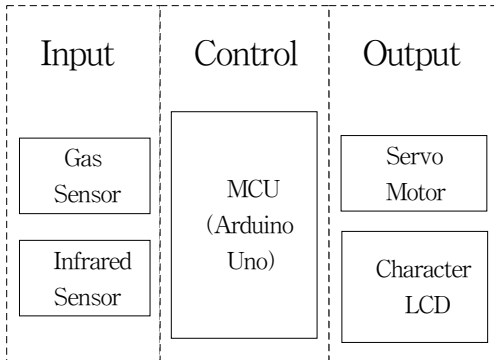 Input
Control
Output
Gas
Sensor
Infrared
Sensor
MCU
(Arduino
Uno)
Servo
Motor
Character
LCD